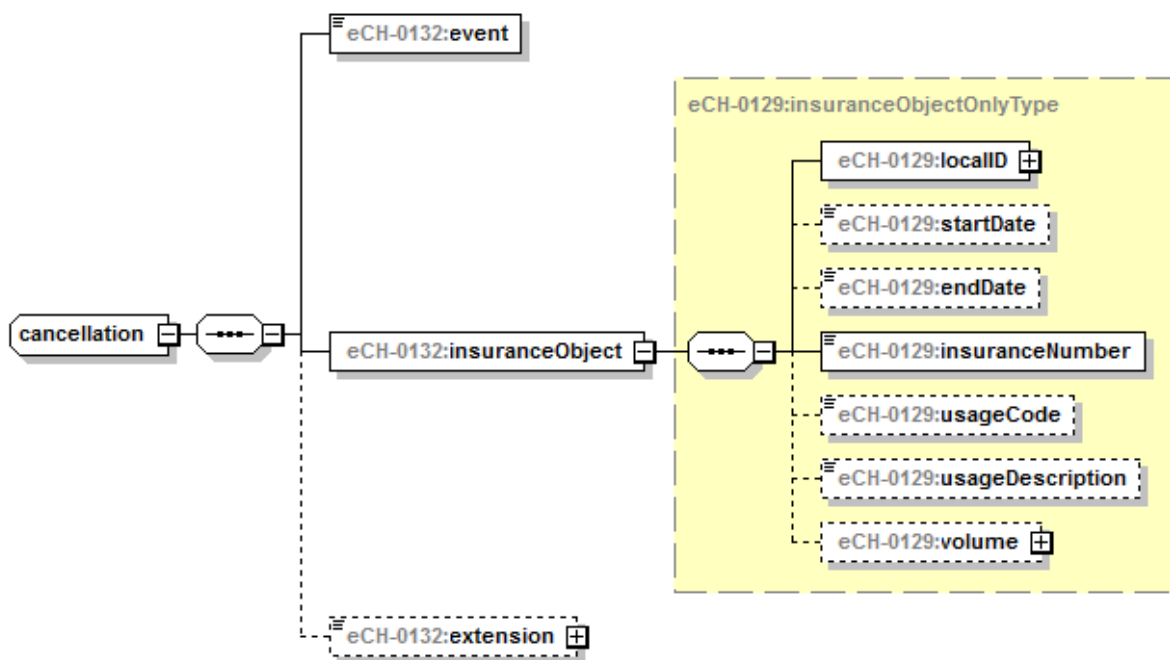 eCH-0132:event
eCH-0129:insuranceObjectOnlyType
eCH-0129:localID
eCH-0129:startDate
eCH-0129:endDate
cancellation
eCH-0132:insuranceObject
eCH-0129:insuranceNumber
eCH-0129:usageCode
eCH-0129:usageDescription
eCH-0129:volume
eCH-0132:extension